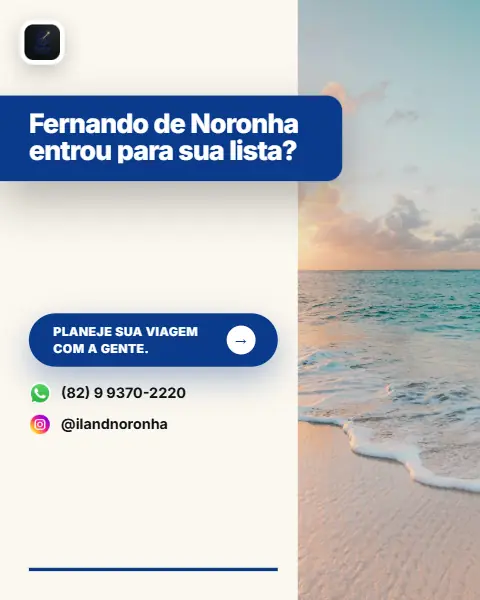 Fernando de Noronha
entrou para sua lista?
PLANEJE SUA VIAGEM
COM A GENTE.
→
(82) 9 9370-2220
@ilandnoronha